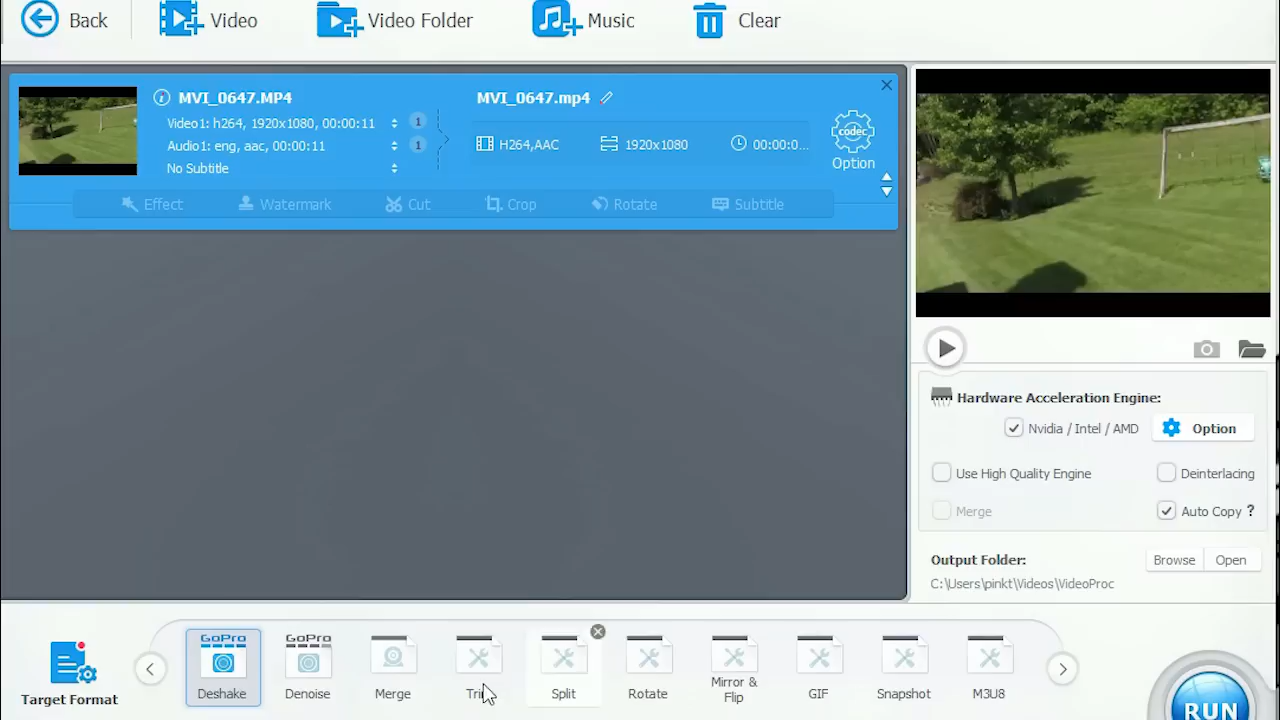 Back
Video
Video Folder
Music
Clear
MVI_0647.MP4
Video1: h264, 1920x1080, 00:00:11
1
Audio1: eng, aac, 00:00:11
1
No Subtitle
MVI_0647.mp4
H264,AAC
1920x1080
00:00:0...
codec
Option
Effect
Watermark
Cut
Crop
Rotate
Subtitle
Hardware Acceleration Engine:
Nvidia / Intel / AMD
Option
Use High Quality Engine
Deinterlacing
Merge
Auto Copy ?
Output Folder:
Browse
Open
C:\Users\pinkt\Videos\VideoProc
Target Format
GoPro
Deshake
GoPro
Denoise
Merge
Split
Rotate
Mirror &
Flip
GIF
Snapshot
M3U8
RUN